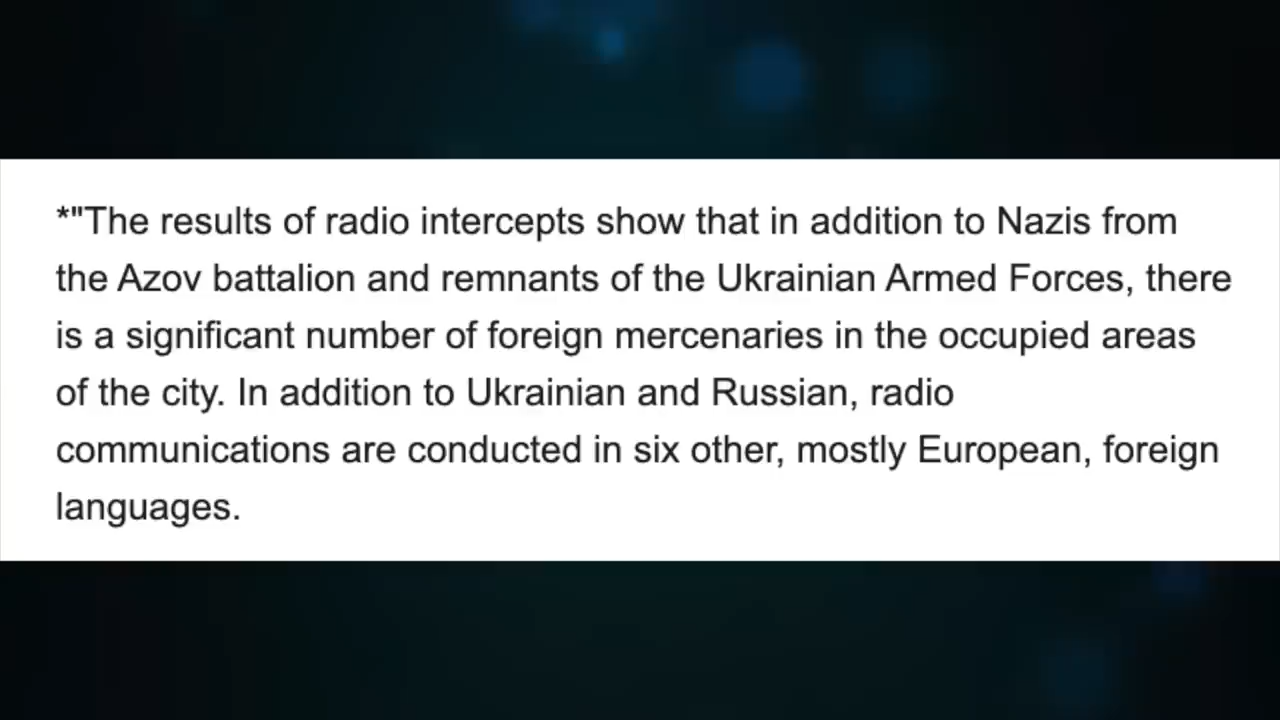 *"The results of radio intercepts show that in addition to Nazis from
the Azov battalion and remnants of the Ukrainian Armed Forces, there
is a significant number of foreign mercenaries in the occupied areas
of the city. In addition to Ukrainian and Russian, radio
communications are conducted in six other, mostly European, foreign
languages.